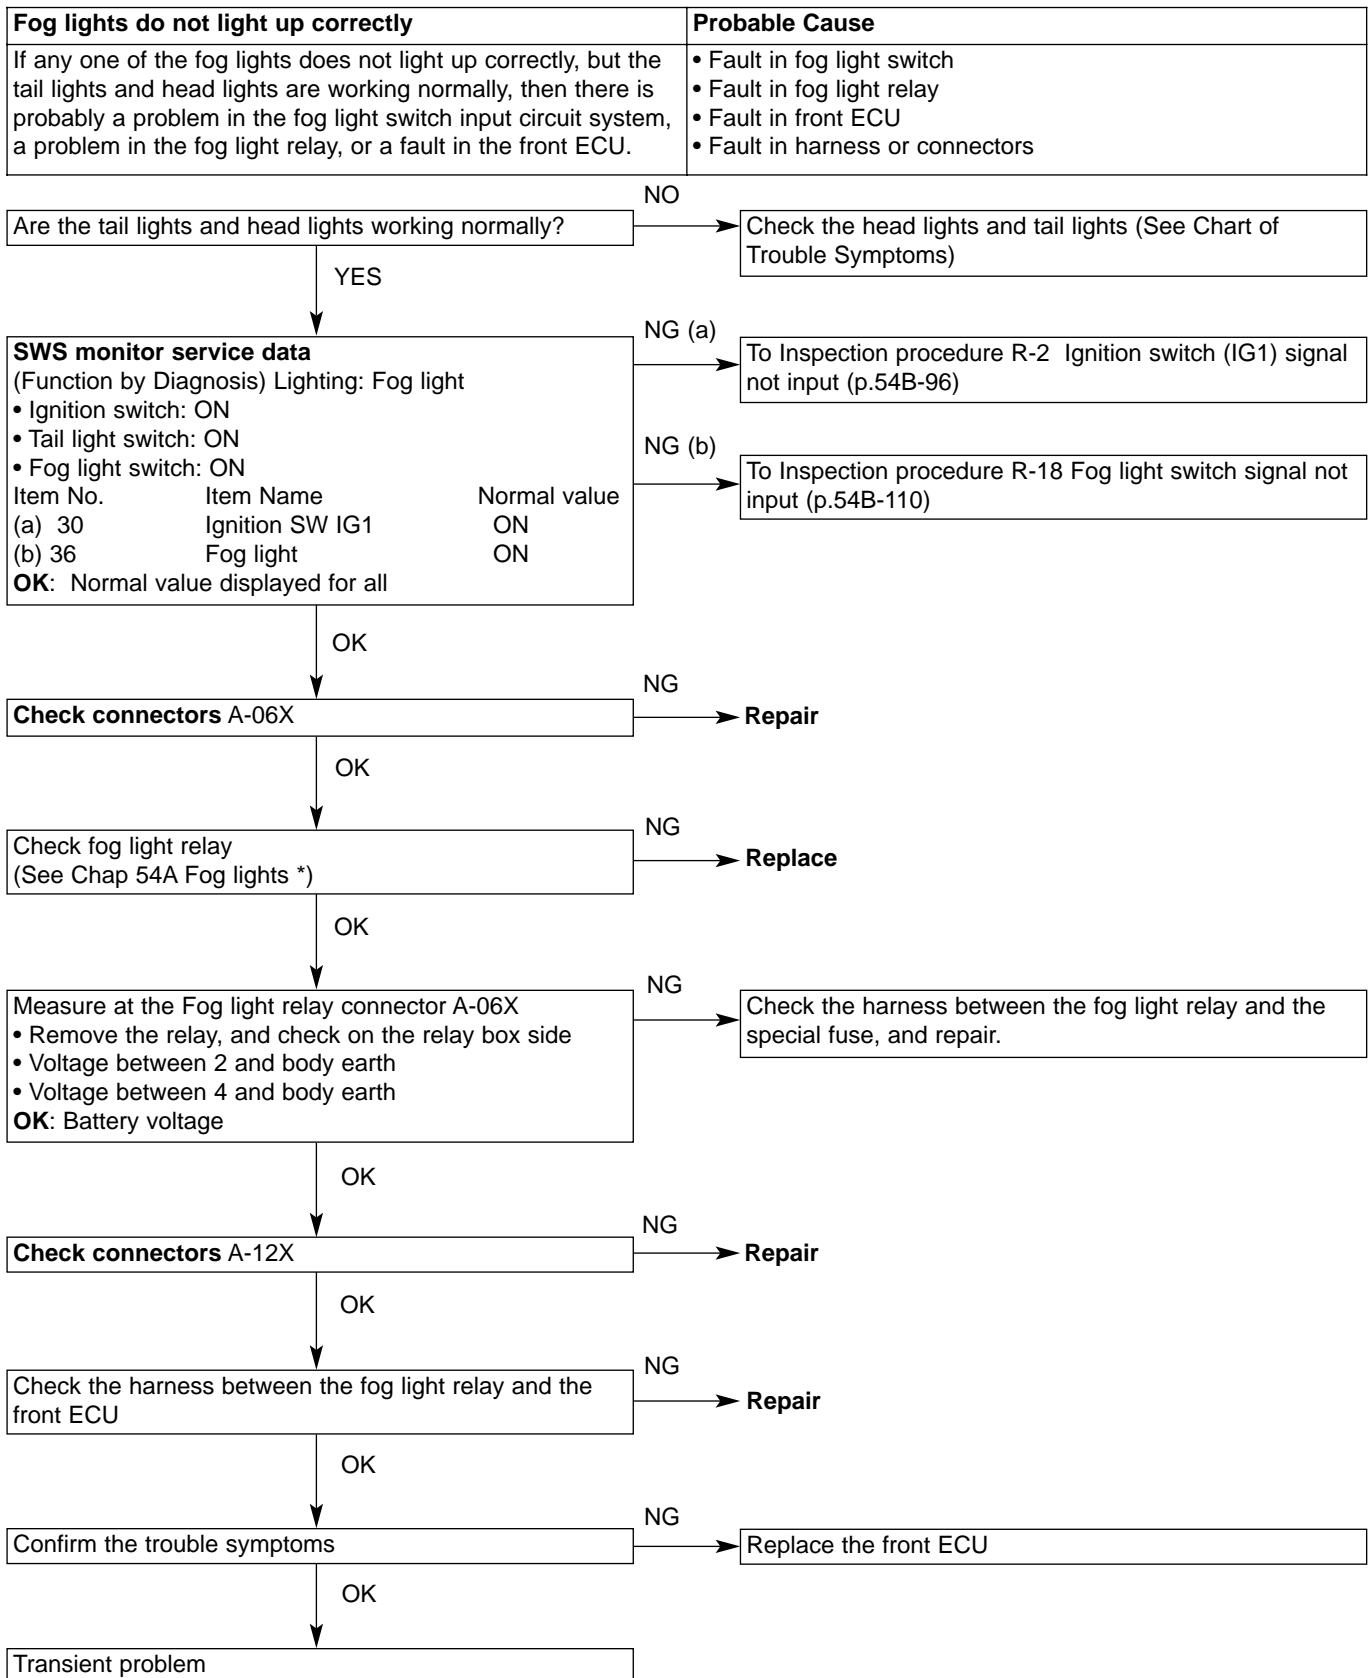 Fog lights do not light up correctly
Probable Cause
If any one of the fog lights does not light up correctly, but the
tail lights and head lights are working normally, then there is
probably a problem in the fog light switch input circuit system,
a problem in the fog light relay, or a fault in the front ECU.
• Fault in fog light switch
• Fault in fog light relay
• Fault in front ECU
• Fault in harness or connectors
Are the tail lights and head lights working normally?
NO
Check the head lights and tail lights (See Chart of
Trouble Symptoms)
YES
SWS monitor service data
(Function by Diagnosis) Lighting: Fog light
• Ignition switch: ON
• Tail light switch: ON
• Fog light switch: ON
Item No. Item Name Normal value
(a) 30 Ignition SW IG1 ON
(b) 36 Fog light ON
OK: Normal value displayed for all
NG (a)
To Inspection procedure R-2 Ignition switch (IG1) signal
not input (p.54B-96)
NG (b)
To Inspection procedure R-18 Fog light switch signal not
input (p.54B-110)
OK
Check connectors A-06X
NG
Repair
OK
Check fog light relay
(See Chap 54A Fog lights *)
NG
Replace
OK
Measure at the Fog light relay connector A-06X
• Remove the relay, and check on the relay box side
• Voltage between 2 and body earth
• Voltage between 4 and body earth
OK: Battery voltage
NG
Check the harness between the fog light relay and the
special fuse, and repair.
OK
Check connectors A-12X
NG
Repair
OK
Check the harness between the fog light relay and the
front ECU
NG
Repair
OK
Confirm the trouble symptoms
NG
Replace the front ECU
OK
Transient problem